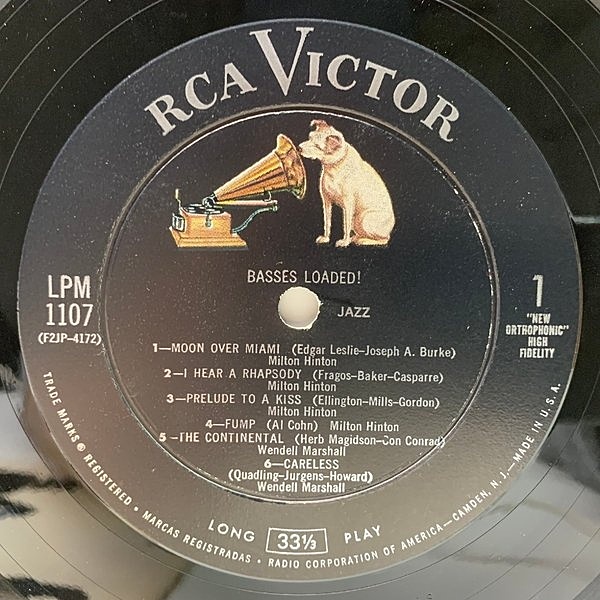 RCA VICTOR
BASSES LOADED!
JAZZ
LPM
1107
(F2JP-4172)
1
"NEW
ORTHOPHONIC"
HIGH
FIDELITY
1—MOON OVER MIAMI (Edgar Leslie-Joseph A. Burke)
Milton Hinton
2—I HEAR A RHAPSODY (Fragos-Baker-Casparre)
Milton Hinton
3—PRELUDE TO A KISS (Ellington-Mills-Gordon)
Milton Hinton
4—FUMP (Al Cohn) Milton Hinton
5—THE CONTINENTAL (Herb Magidson-Con Conrad)
Wendell Marshall
6—CARELESS
(Quadling-Jurgens-Howard)
Wendell Marshall
LONG 33⅓ PLAY
TRADE MARKS ® REGISTERED • MARCAS REGISTRADAS • RADIO CORPORATION OF AMERICA—CAMDEN, N. J.—MADE IN U.S.A.